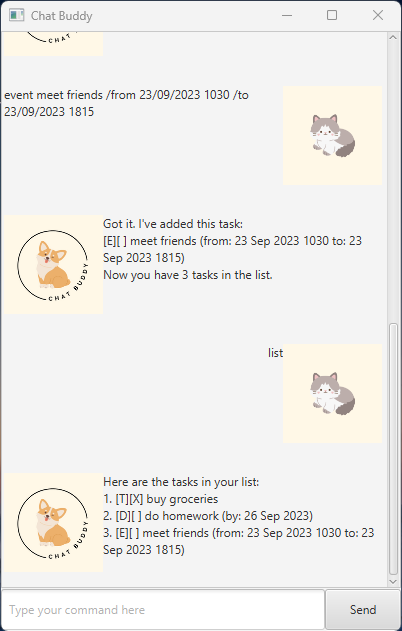 Chat Buddy
CHAT BUDDY
event meet friends /from 23/09/2023 1030 /to
23/09/2023 1815
Got it. I've added this task:
[E][ ] meet friends (from: 23 Sep 2023 1030 to: 23
Sep 2023 1815)
Now you have 3 tasks in the list.
CHAT BUDDY
list
Here are the tasks in your list:
1. [T][X] buy groceries
2. [D][ ] do homework (by: 26 Sep 2023)
3. [E][ ] meet friends (from: 23 Sep 2023 1030 to: 23
Sep 2023 1815)
CHAT BUDDY
Type your command here
Send